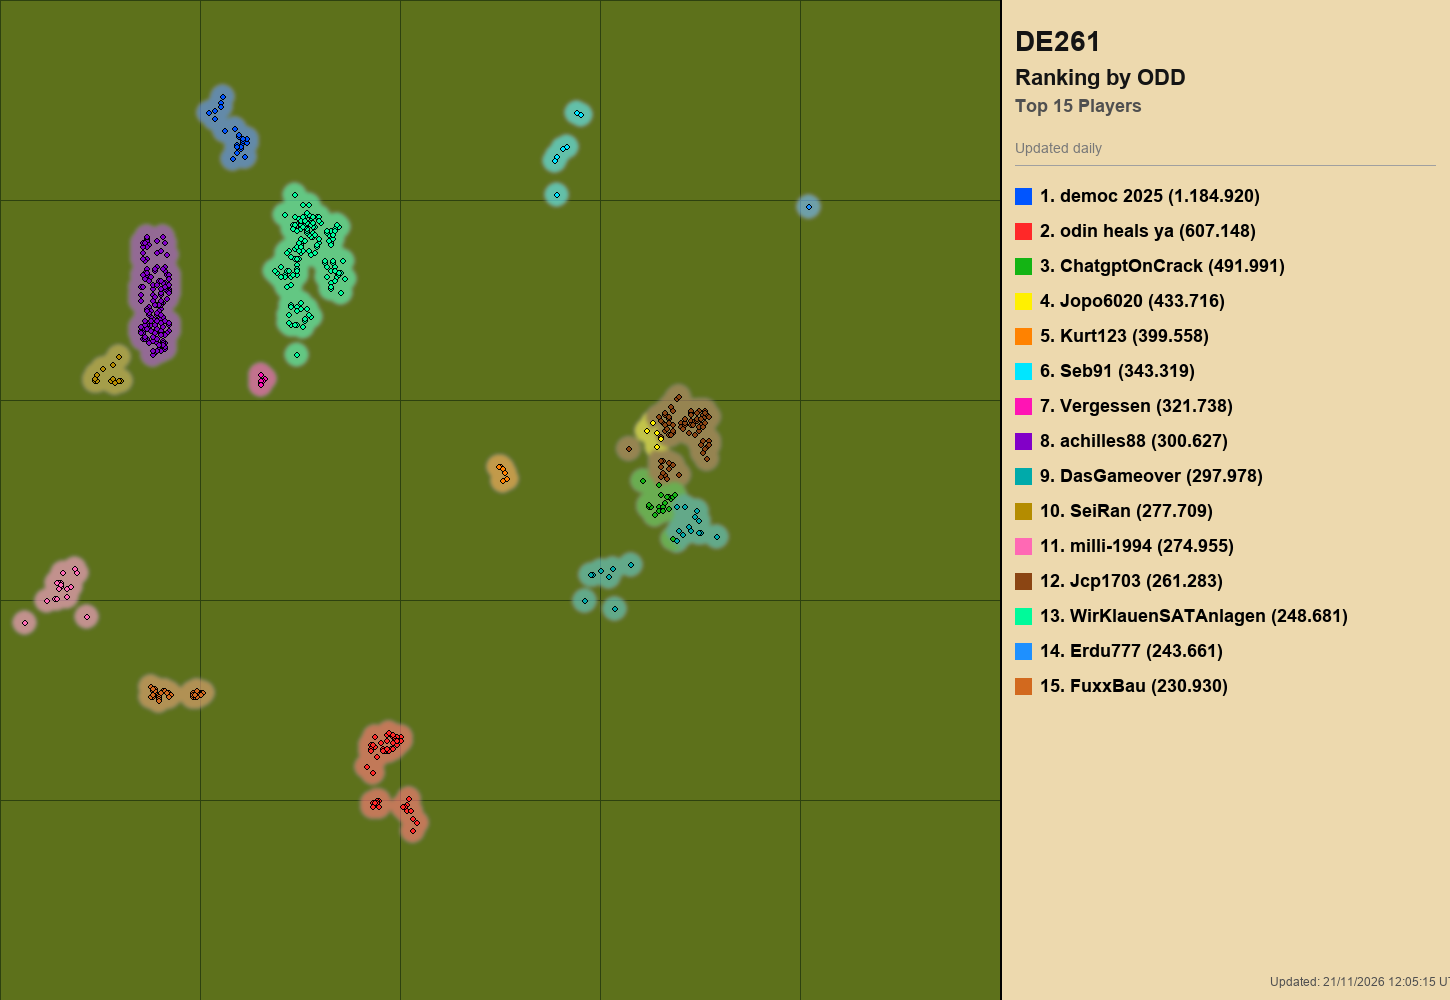 DE261
Ranking by ODD
Top 15 Players
Updated daily
1. democ 2025 (1.184.920)
2. odin heals ya (607.148)
3. ChatgptOnCrack (491.991)
4. Jopo6020 (433.716)
5. Kurt123 (399.558)
6. Seb91 (343.319)
7. Vergessen (321.738)
8. achilles88 (300.627)
9. DasGameover (297.978)
10. SeiRan (277.709)
11. milli-1994 (274.955)
12. Jcp1703 (261.283)
13. WirKlauenSATAnlagen (248.681)
14. Erdu777 (243.661)
15. FuxxBau (230.930)
Updated: 21/11/2026 12:05:15 U